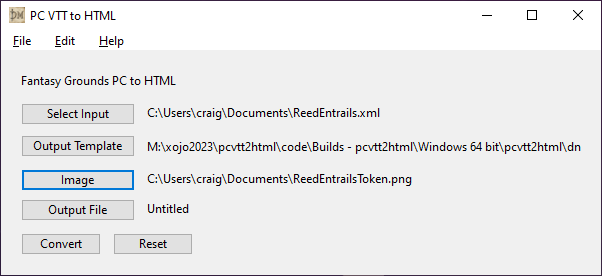 DN PC VTT to HTML
File Edit Help
Fantasy Grounds PC to HTML
Select Input C:\Users\craig\Documents\ReedEntrails.xml
Output Template M:\xojo2023\pcvtt2html\code\Builds - pcvtt2html\Windows 64 bit\pcvtt2html\dn
Image C:\Users\craig\Documents\ReedEntrailsToken.png
Output File Untitled
Convert Reset